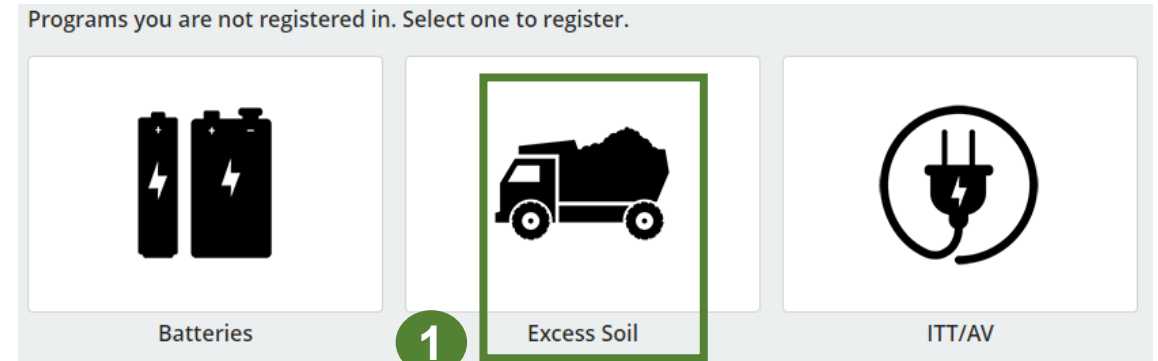 Programs you are not registered in. Select one to register.
Batteries
1
Excess Soil
ITT/AV